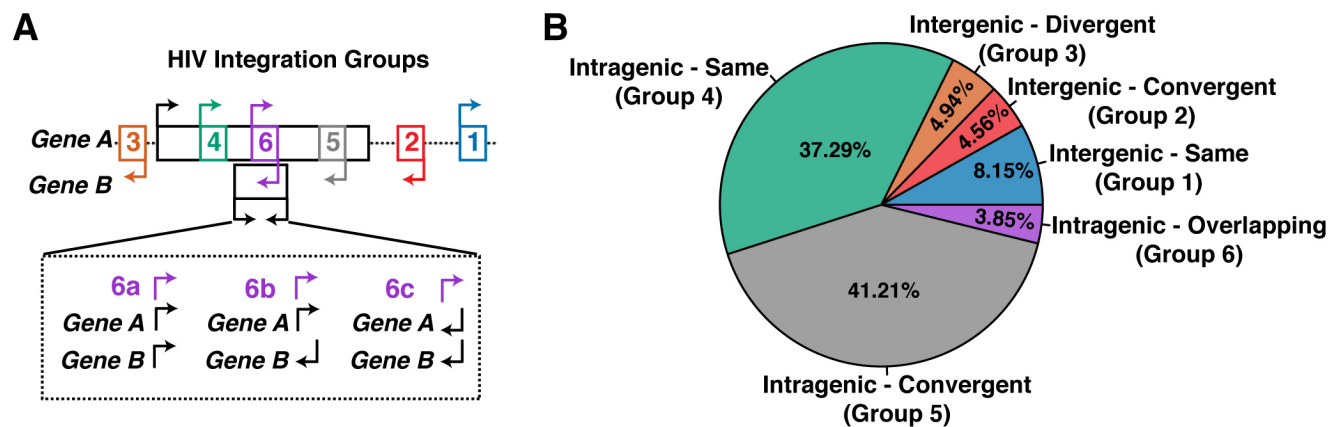 A
HIV Integration Groups
Gene A
3
4
6
5
2
1
Gene B
6a
6b
6c
Gene A
Gene A
Gene A
Gene B
Gene B
Gene B
B
Intergenic - Divergent
(Group 3)
Intragenic - Same
(Group 4)
Intergenic - Convergent
(Group 2)
Intergenic - Same
(Group 1)
Intragenic - Overlapping
(Group 6)
Intragenic - Convergent
(Group 5)
4.94%
4.56%
37.29%
8.15%
3.85%
41.21%